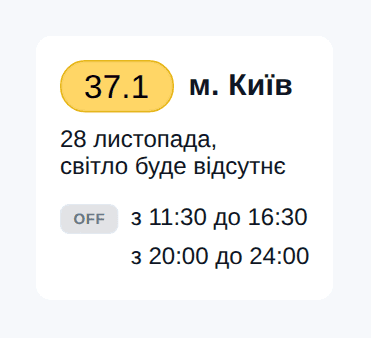 37.1 м. Київ
28 листопада,
світло буде відсутнє
OFF з 11:30 до 16:30
з 20:00 до 24:00